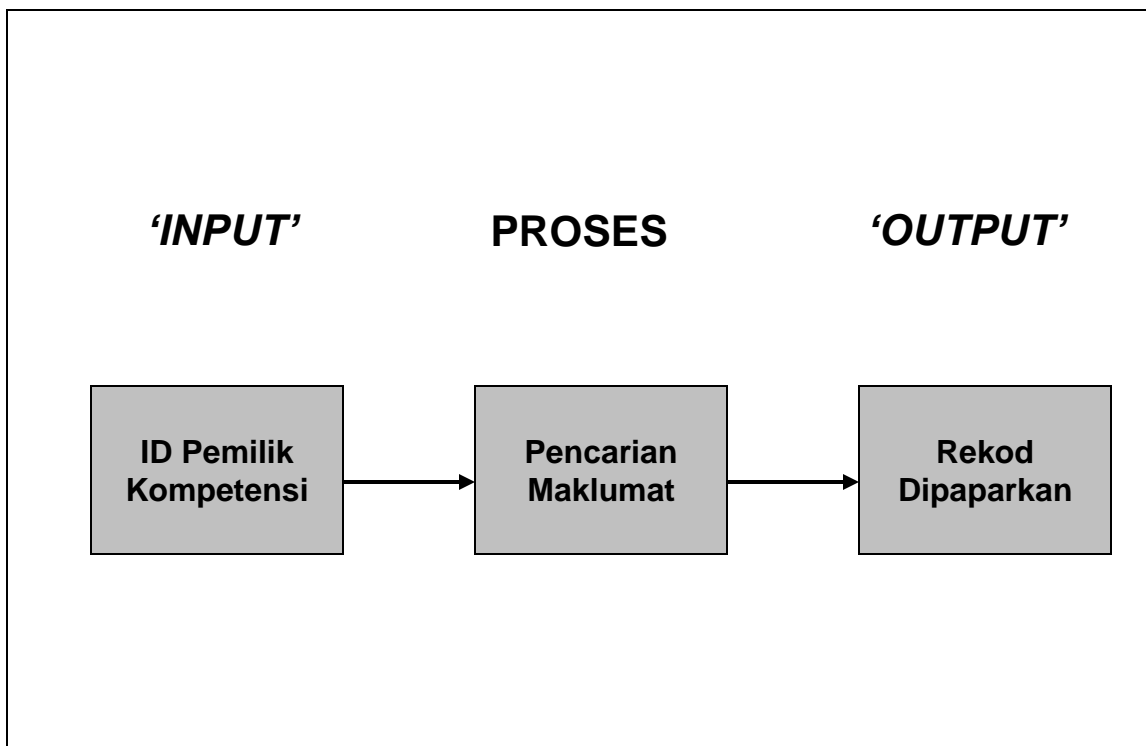 ‘INPUT’ PROSES ‘OUTPUT’
ID Pemilik
Kompetensi
Pencarian
Maklumat
Rekod
Dipaparkan